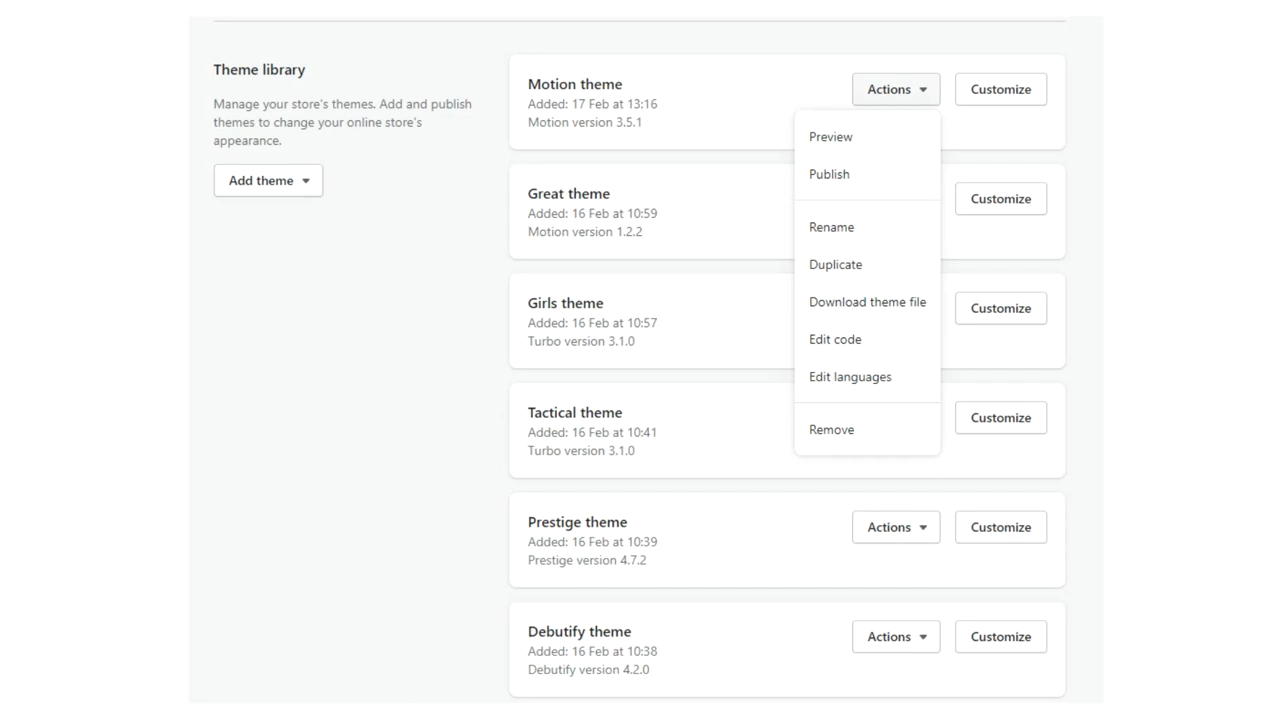 Theme library
Manage your store's themes. Add and publish
themes to change your online store's
appearance.
Add theme
Motion theme
Added: 17 Feb at 13:16
Motion version 3.5.1
Actions
Customize
Preview
Publish
Rename
Duplicate
Download theme file
Edit code
Edit languages
Remove
Great theme
Added: 16 Feb at 10:59
Motion version 1.2.2
Customize
Girls theme
Added: 16 Feb at 10:57
Turbo version 3.1.0
Customize
Tactical theme
Added: 16 Feb at 10:41
Turbo version 3.1.0
Customize
Prestige theme
Added: 16 Feb at 10:39
Prestige version 4.7.2
Actions
Customize
Debutify theme
Added: 16 Feb at 10:38
Debutify version 4.2.0
Actions
Customize